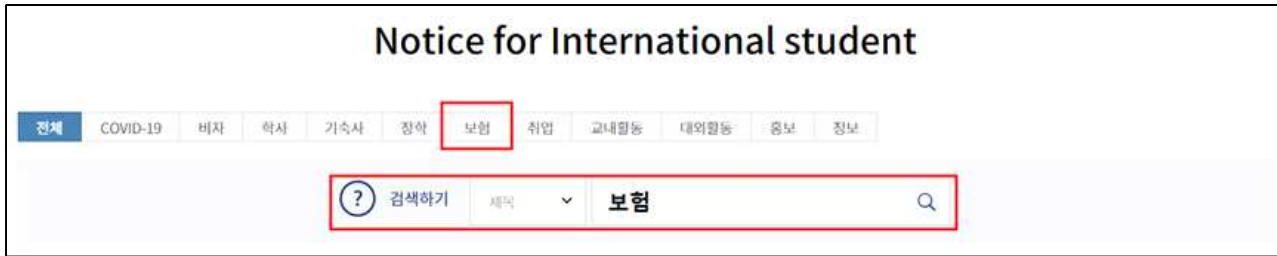 Notice for International student
전체 COVID-19 비자 학사 기숙사 장학 보험 취업 교내활동 대외활동 홍보 정보
? 검색하기 제목 보험